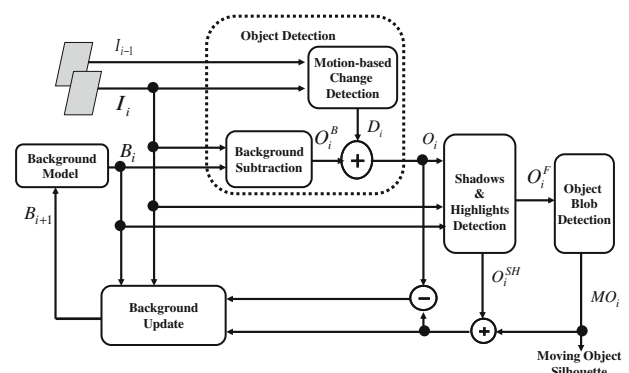 Object Detection
I_{i-1}
Motion-based
Change
Detection
I_i
D_i
B_i
O_i^B
O_i
Background
Model
Background
Subtraction
+
Shadows
&
Highlights
Detection
O_i^F
Object
Blob
Detection
B_{i+1}
O_i^{SH}
Background
Update
−
+
MO_i
Moving Object
Silhouette